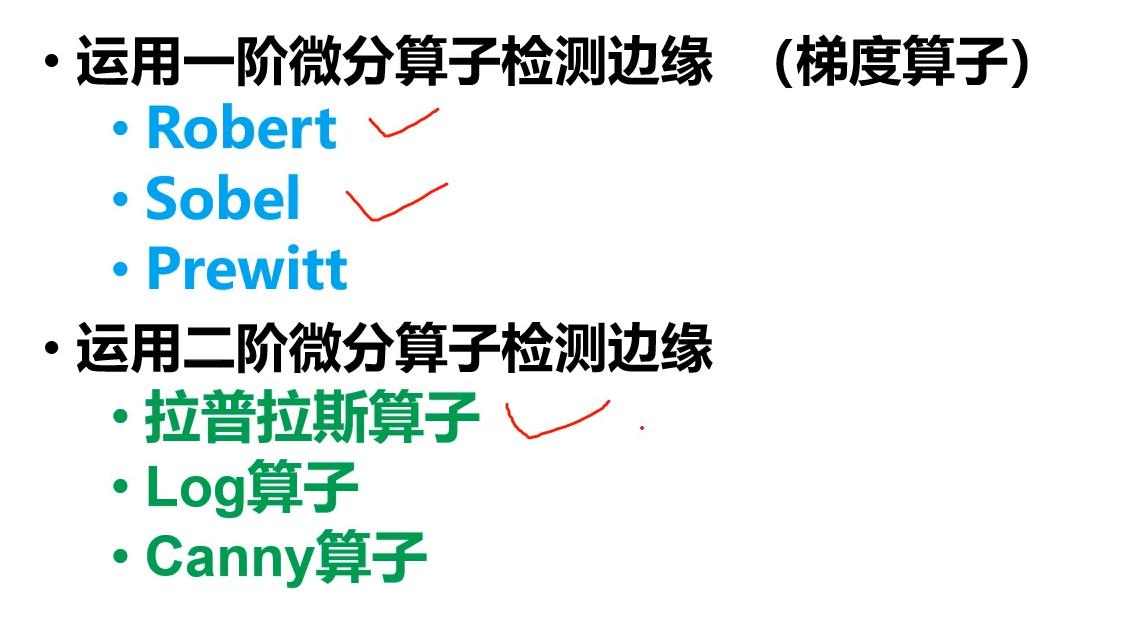 • 运用一阶微分算子检测边缘 （梯度算子）
• Robert
• Sobel
• Prewitt
• 运用二阶微分算子检测边缘
• 拉普拉斯算子
• Log算子
• Canny算子